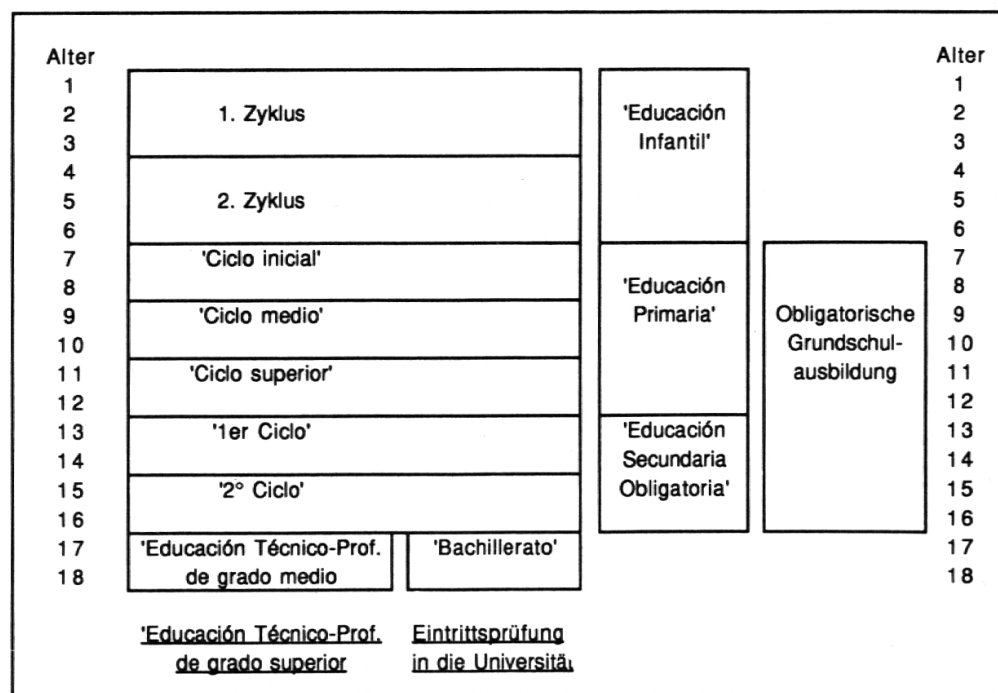 Alter Alter
1 1
2 1. Zyklus 'Educación 2
3 Infantil' 3
4 4
5 2. Zyklus 5
6 6
7 'Ciclo inicial' 7
8 'Educación 8
9 'Ciclo medio' Primaria' Obligatorische 9
10 Grundschul- 10
11 'Ciclo superior' ausbildung 11
12 12
13 '1er Ciclo' 'Educación 13
14 Secundaria 14
15 '2° Ciclo' Obligatoria' 15
16 16
17 'Educación Técnico-Prof. 'Bachillerato' 17
18 de grado medio 18
'Educación Técnico-Prof. Eintrittsprüfung
de grado superior in die